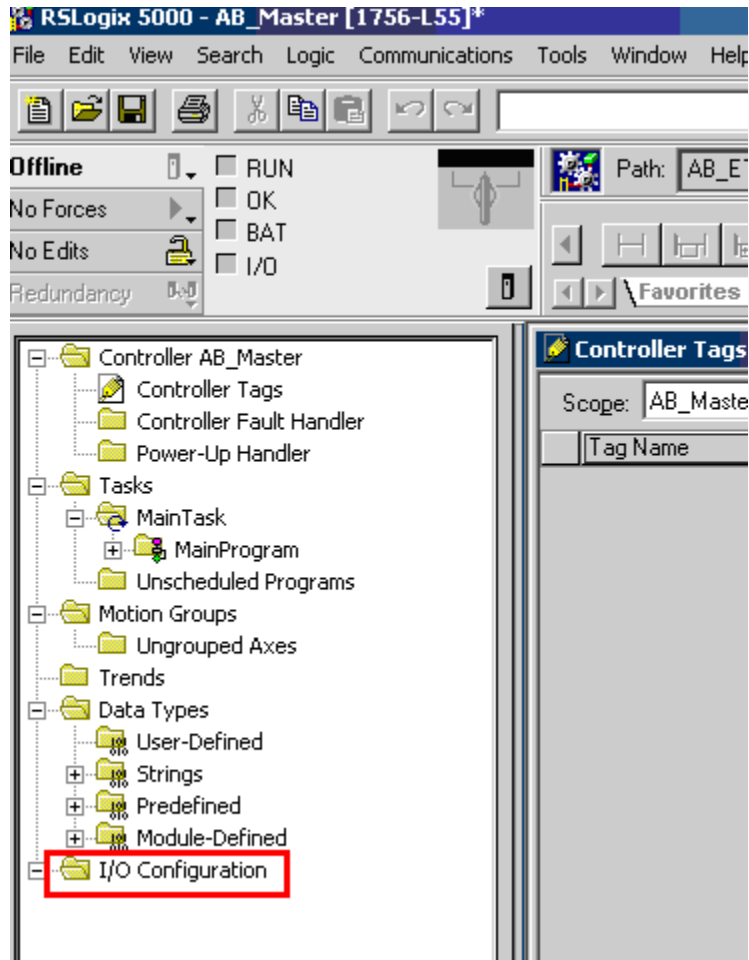 RSLogix 5000 - AB_Master [1756-L55]*
File Edit View Search Logic Communications Tools Window Help
Offline RUN Path: AB_ET
No Forces OK
No Edits BAT
I/O
Redundancy Favorites
Controller AB_Master Controller Tags
Controller Tags Scope: AB_Maste
Controller Fault Handler
Power-Up Handler Tag Name
Tasks
MainTask
MainProgram
Unscheduled Programs
Motion Groups
Ungrouped Axes
Trends
Data Types
User-Defined
Strings
Predefined
Module-Defined
I/O Configuration